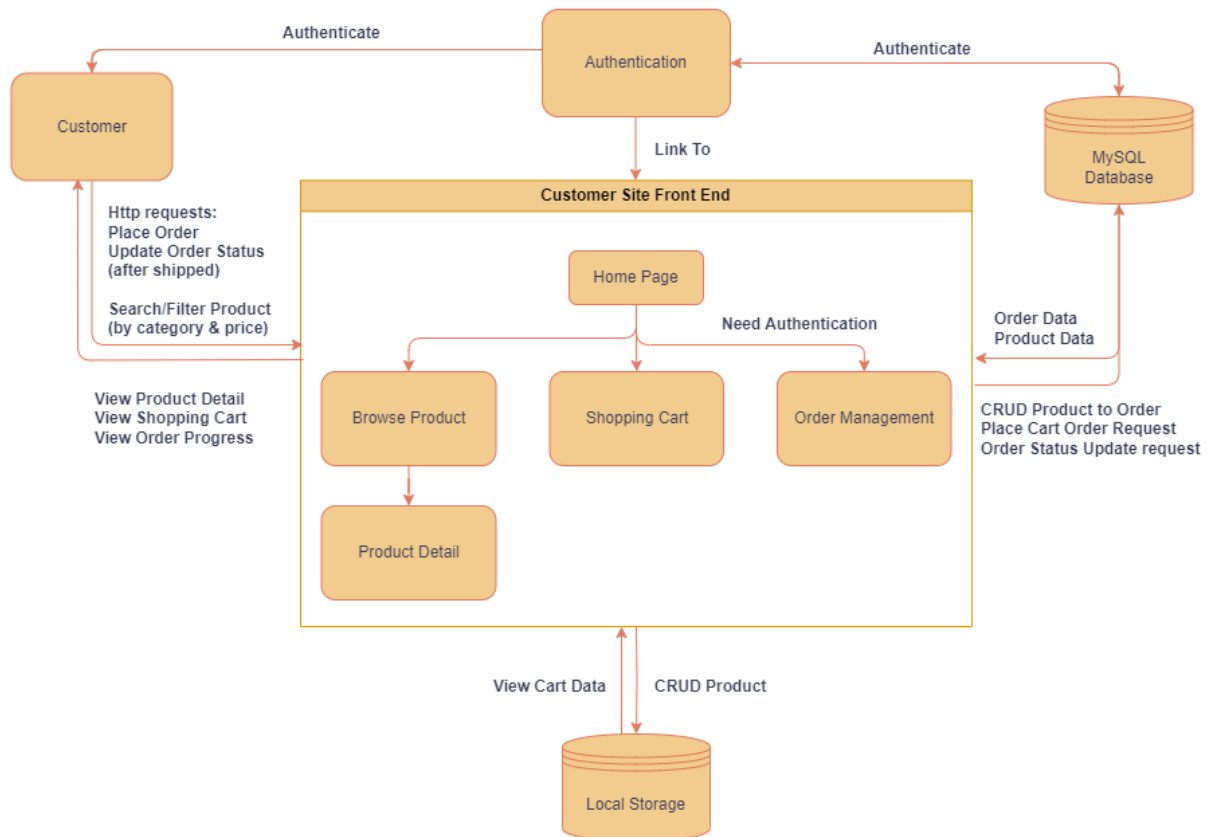 Authenticate
Authentication
Authenticate
Customer
MySQL
Database
Link To
Customer Site Front End
Http requests:
Place Order
Update Order Status
(after shipped)
Search/Filter Product
(by category & price)
Home Page
Need Authentication
Order Data
Product Data
View Product Detail
View Shopping Cart
View Order Progress
Browse Product
Shopping Cart
Order Management
CRUD Product to Order
Place Cart Order Request
Order Status Update request
Product Detail
View Cart Data
CRUD Product
Local Storage